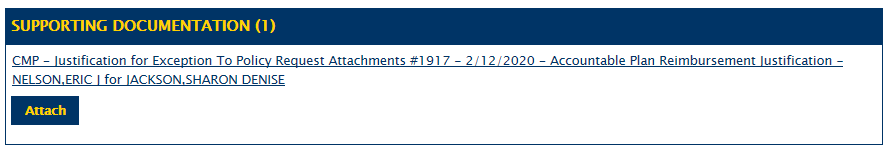 SUPPORTING DOCUMENTATION (1)
CMP - Justification for Exception To Policy Request Attachments #1917 - 2/12/2020 - Accountable Plan Reimbursement Justification -
NELSON,ERIC J for JACKSON,SHARON DENISE
Attach